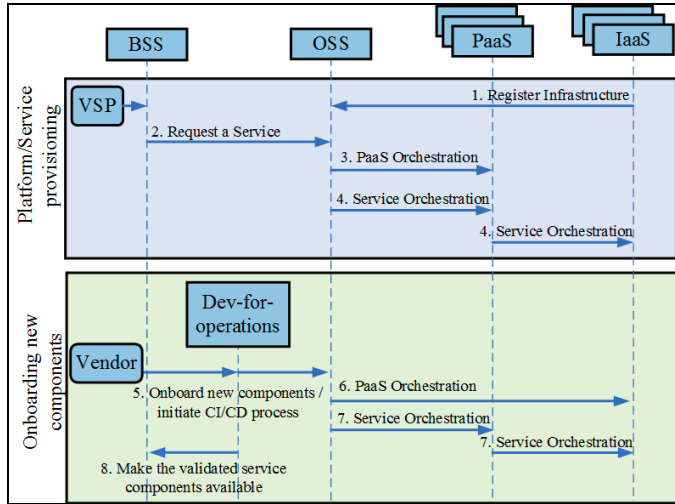 BSS
OSS
PaaS
IaaS
Platform/Service
provisioning
VSP
1. Register Infrastructure
2. Request a Service
3. PaaS Orchestration
4. Service Orchestration
4. Service Orchestration
Onboarding new
components
Dev-for-
operations
Vendor
5. Onboard new components /
initiate CI/CD process
6. PaaS Orchestration
7. Service Orchestration
7. Service Orchestration
8. Make the validated service
components available